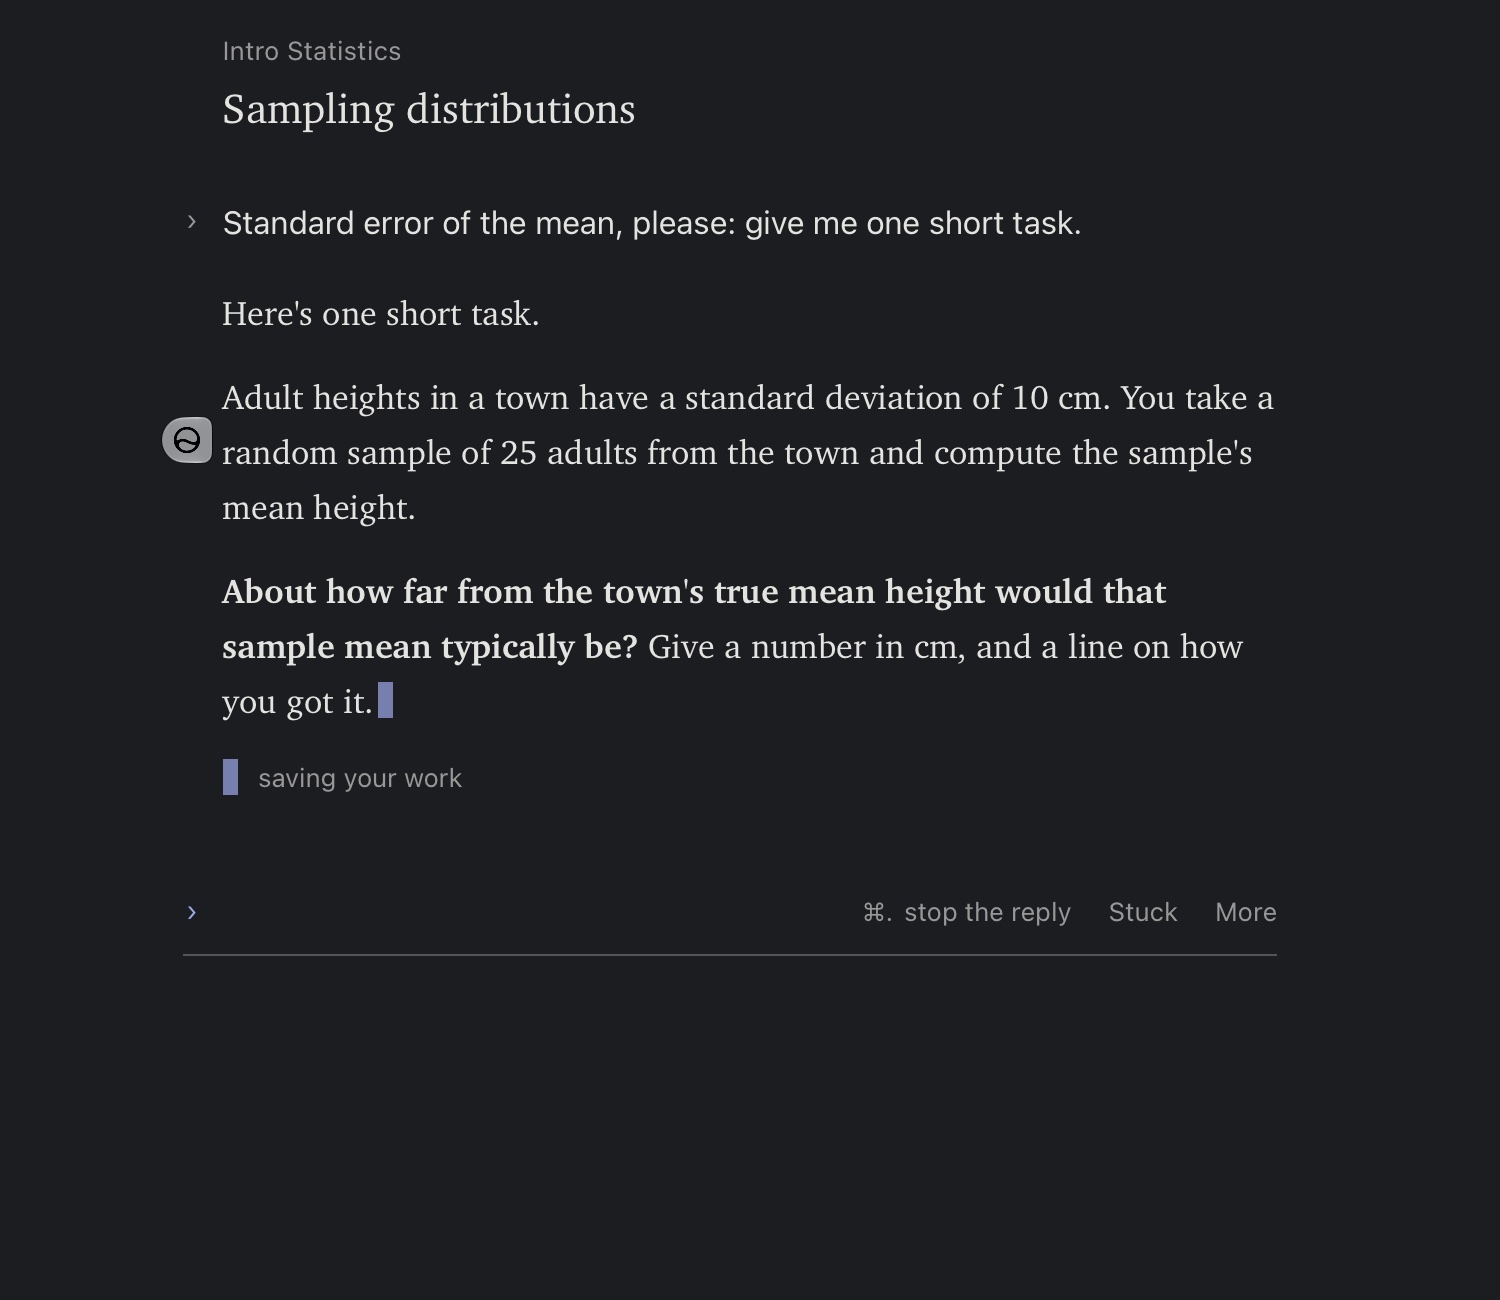 Intro Statistics
Sampling distributions
› Standard error of the mean, please: give me one short task.
Here's one short task.
Adult heights in a town have a standard deviation of 10 cm. You take a
random sample of 25 adults from the town and compute the sample's
mean height.
About how far from the town's true mean height would that
sample mean typically be? Give a number in cm, and a line on how
you got it.
saving your work
› ⌘. stop the reply Stuck More